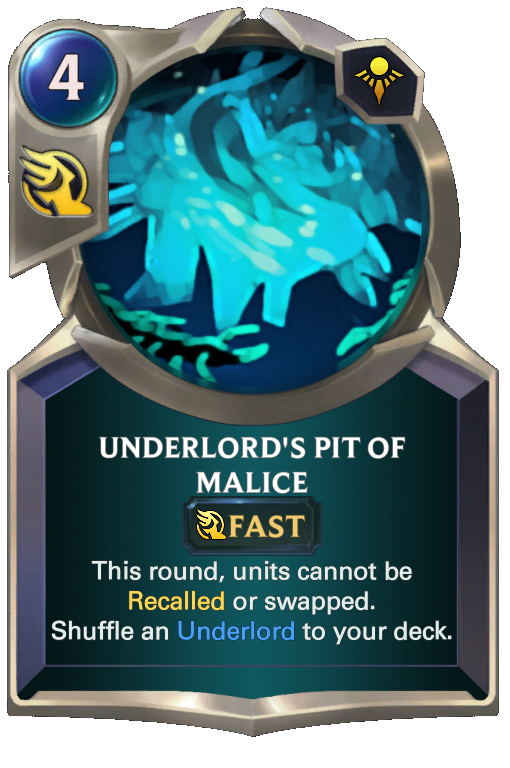 4
UNDERLORD'S PIT OF
MALICE
FAST
This round, units cannot be
Recalled or swapped.
Shuffle an Underlord to your deck.